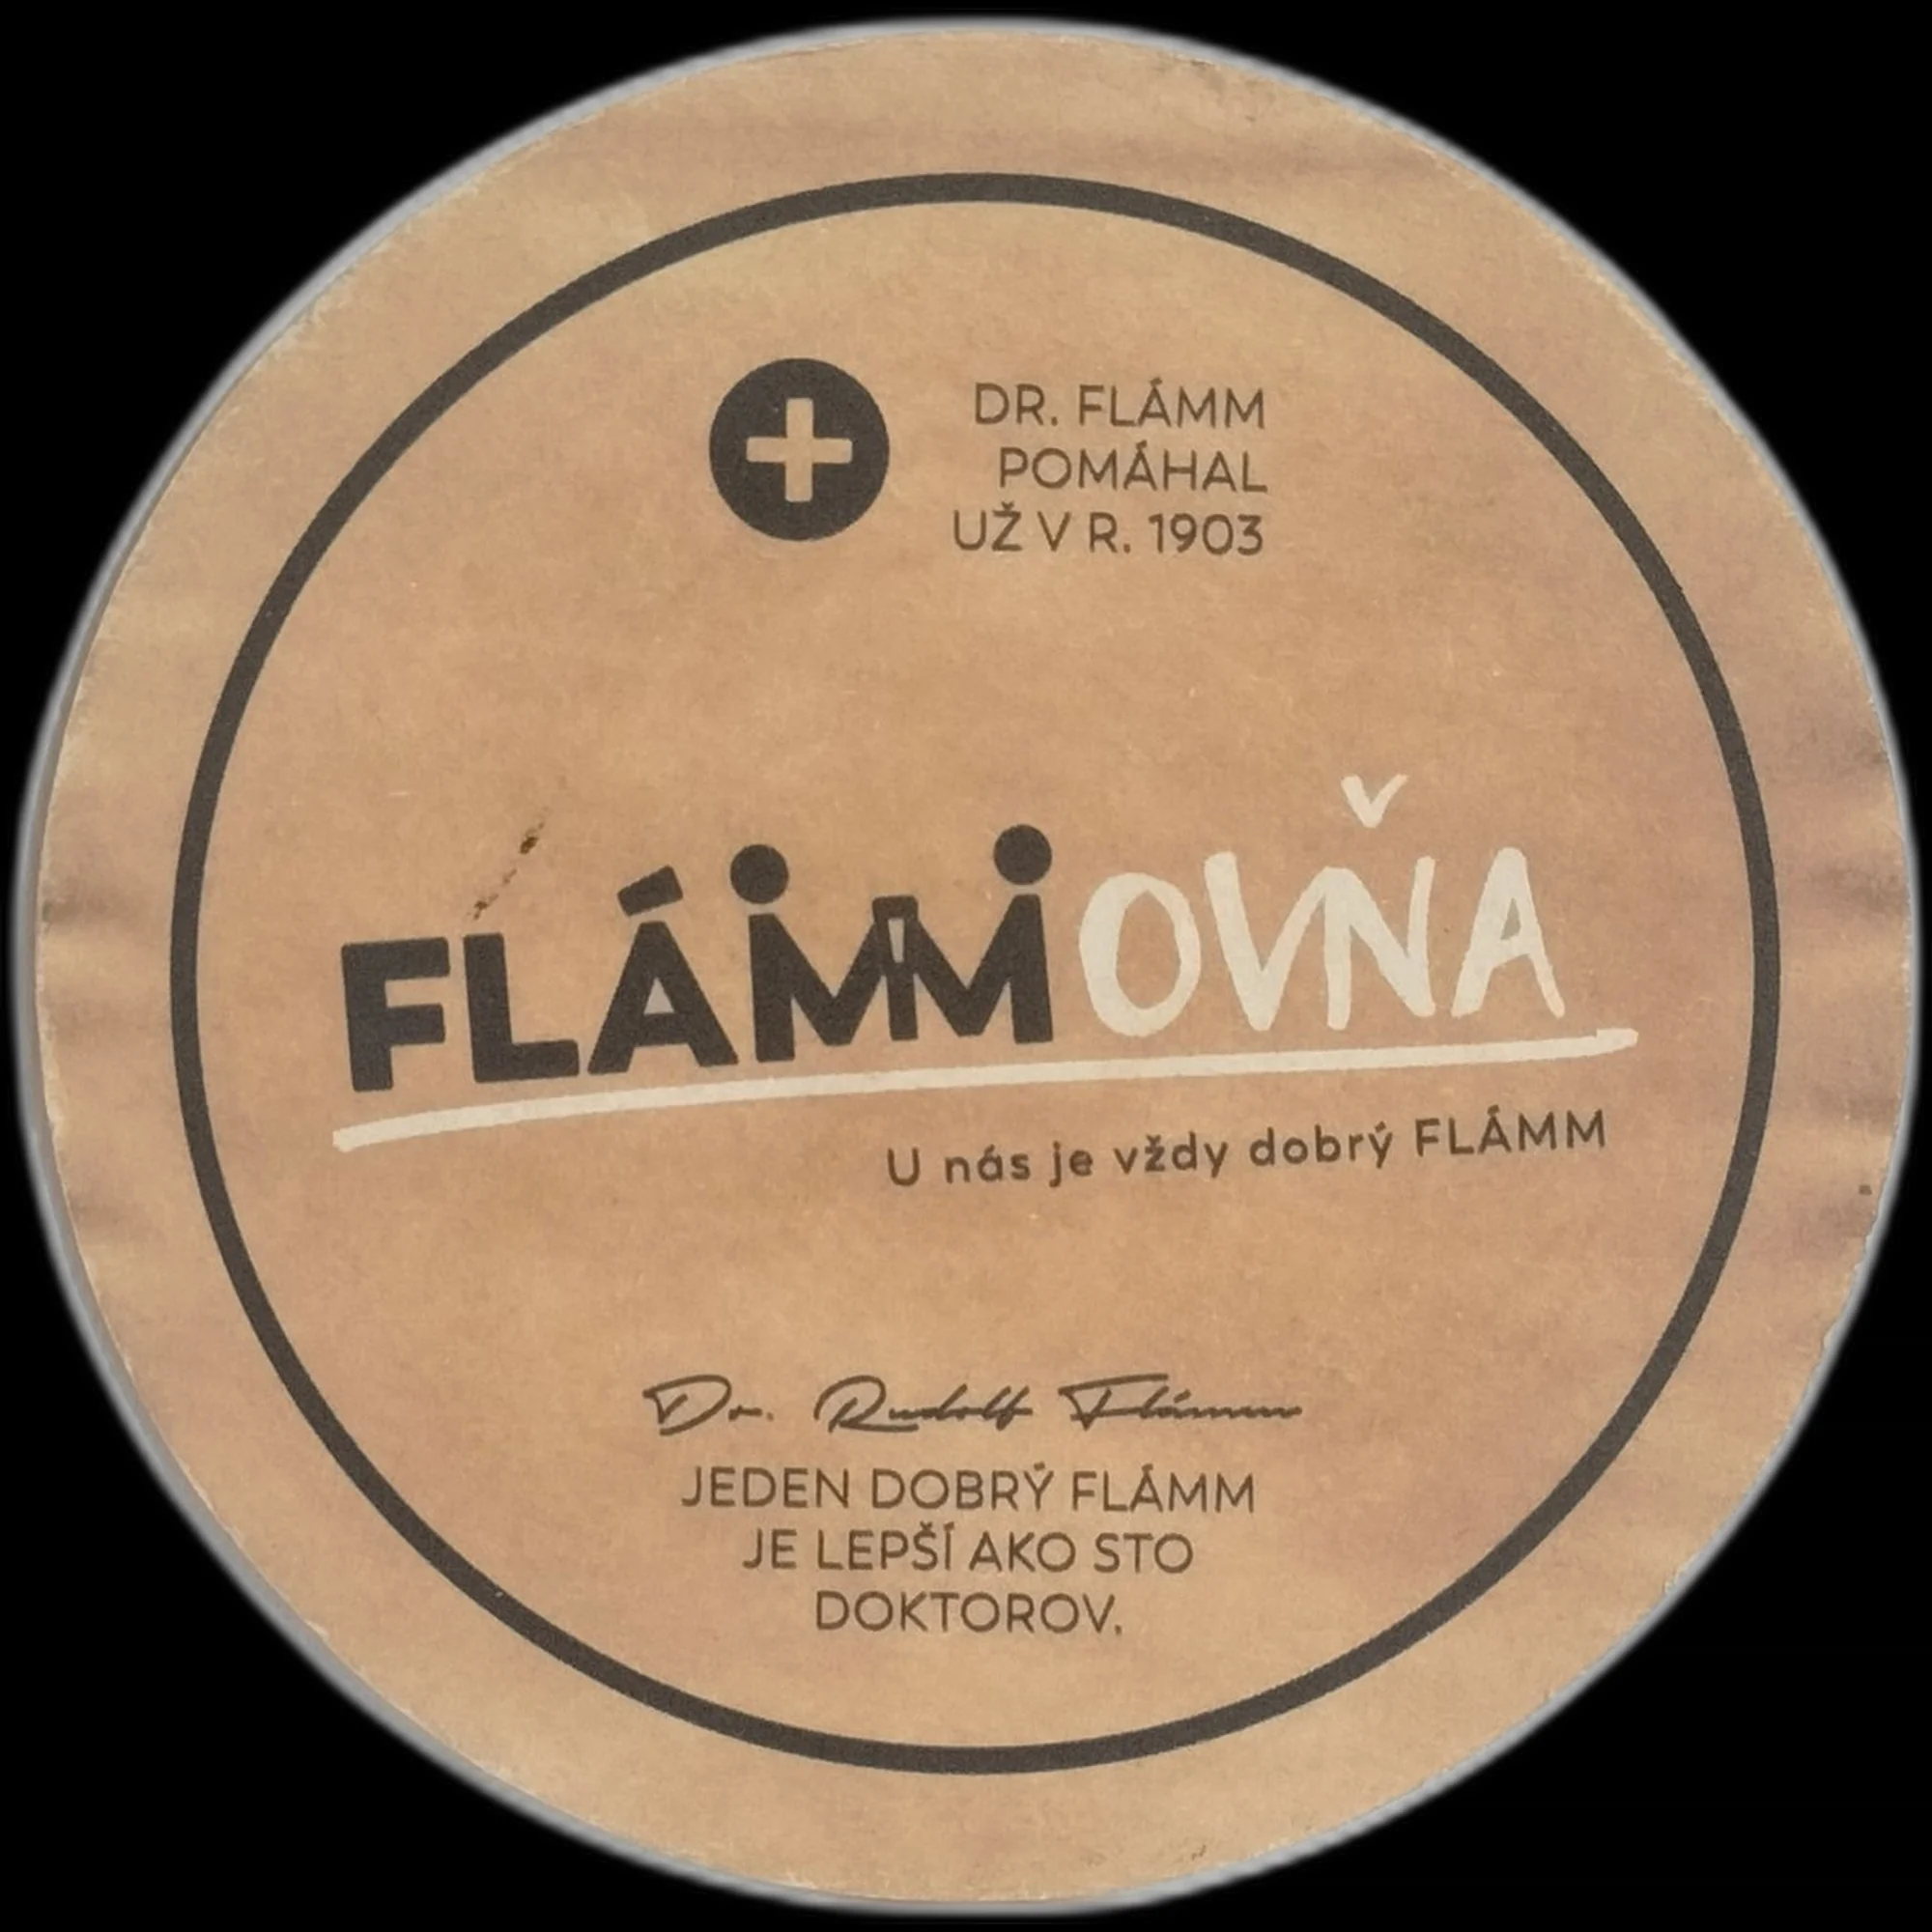 DR. FLÁMM
POMÁHAL
UŽ V R. 1903
FLÁMMOVŇA
U nás je vždy dobrý FLÁMM
Dr. Rudolf Flámm
JEDEN DOBRÝ FLÁMM
JE LEPŠÍ AKO STO
DOKTOROV.